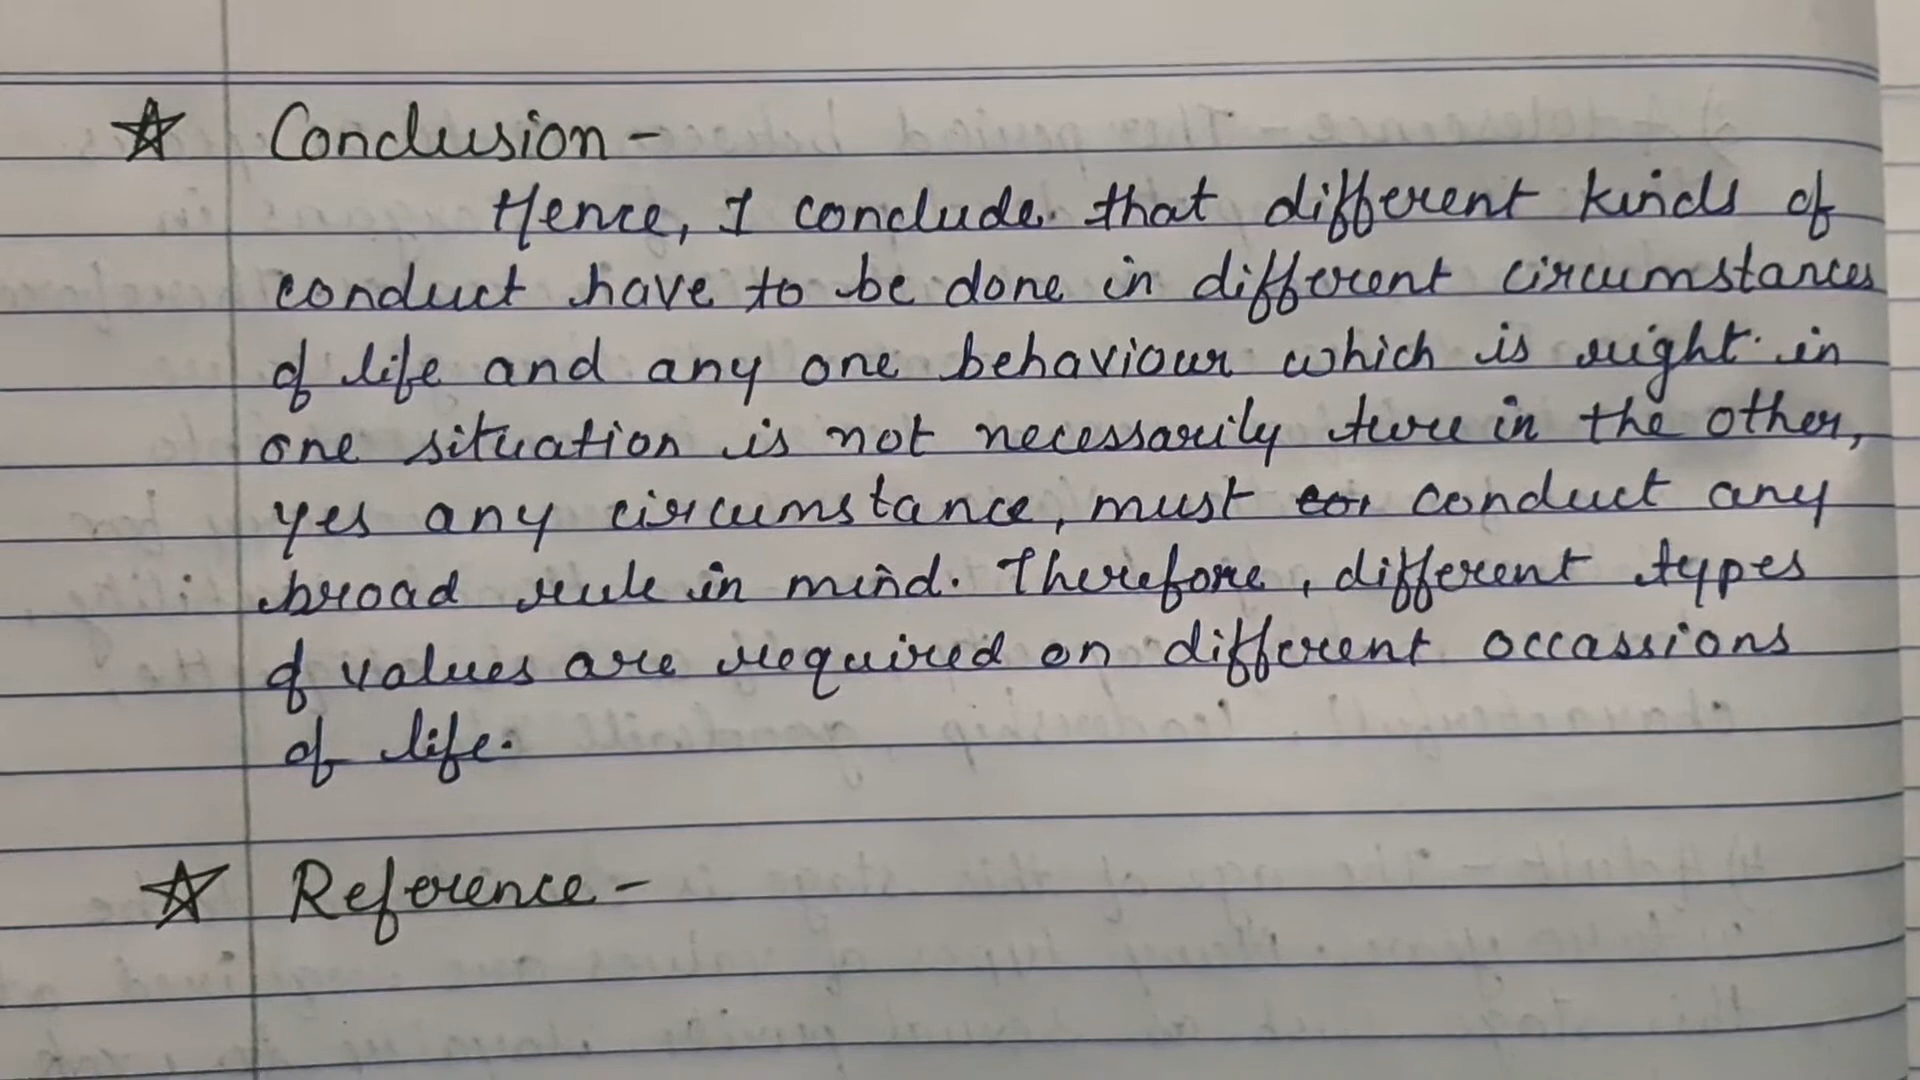 ☆ Conclusion -
Hence, I conclude that different kinds of
conduct have to be done in different circumstances
of life and any one behaviour which is right in
one situation is not necessarily true in the other,
yes any circumstance, must conduct any
broad rule in mind. Therefore, different types
of values are required on different occassions
of life.
☆ Reference -